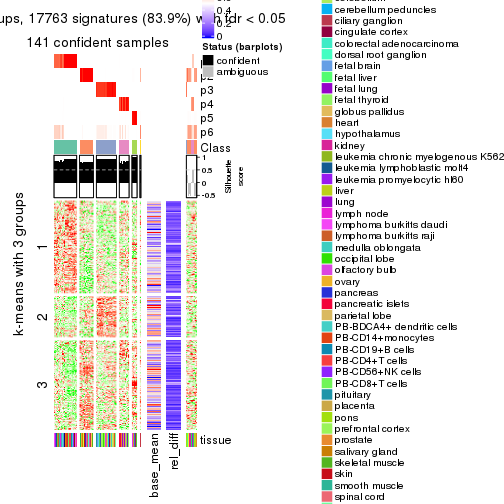 ups, 17763 signatures (83.9%) with fdr < 0.05
141 confident samples
p3
p4
p5
p6
Class
1
0.5
0
-0.5
Silhouette
score
k-means with 3 groups
1
2
3
base_mean
rel_diff
tissue
0.4
0.2
0
Status (barplots)
confident
ambiguous
cerebellum peduncles
ciliary ganglion
cingulate cortex
colorectal adenocarcinoma
dorsal root ganglion
fetal brain
fetal liver
fetal lung
fetal thyroid
globus pallidus
heart
hypothalamus
kidney
leukemia chronic myelogenous K562
leukemia lymphoblastic molt4
leukemia promyelocytic hl60
liver
lung
lymph node
lymphoma burkitts daudi
lymphoma burkitts raji
medulla oblongata
occipital lobe
olfactory bulb
ovary
pancreas
pancreatic islets
parietal lobe
PB-BDCA4+ dendritic cells
PB-CD14+monocytes
PB-CD19+B cells
PB-CD4+T cells
PB-CD56+NK cells
PB-CD8+T cells
pituitary
placenta
pons
prefrontal cortex
prostate
salivary gland
skeletal muscle
skin
smooth muscle
spinal cord